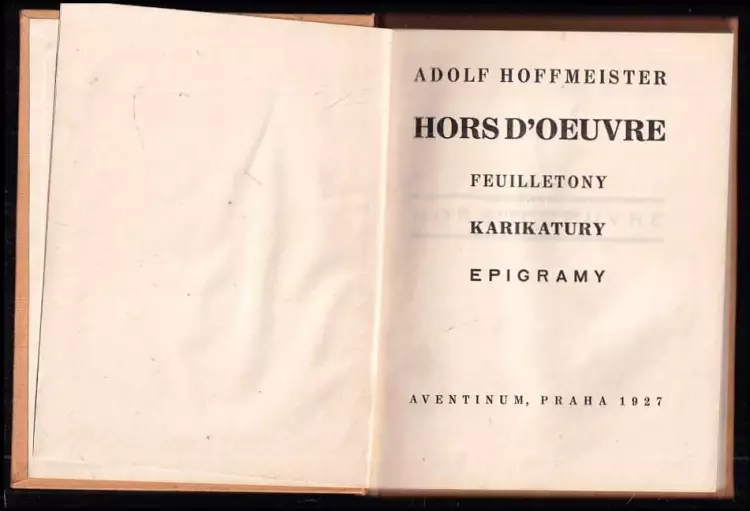 ADOLF HOFFMEISTER
HORS D'OEUVRE
FEUILLETONY
KARIKATURY
EPIGRAMY
AVENTINUM, PRAHA 1927